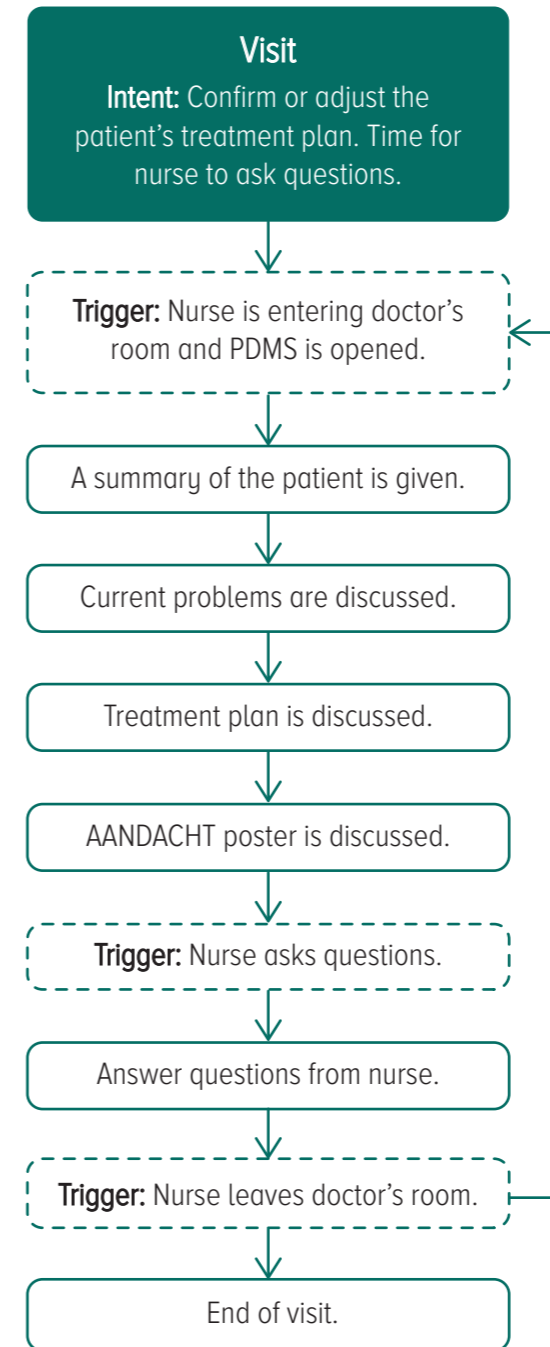 Visit
Intent: Confirm or adjust the
patient’s treatment plan. Time for
nurse to ask questions.
Trigger: Nurse is entering doctor’s
room and PDMS is opened.
A summary of the patient is given.
Current problems are discussed.
Treatment plan is discussed.
AANDACHT poster is discussed.
Trigger: Nurse asks questions.
Answer questions from nurse.
Trigger: Nurse leaves doctor’s room.
End of visit.